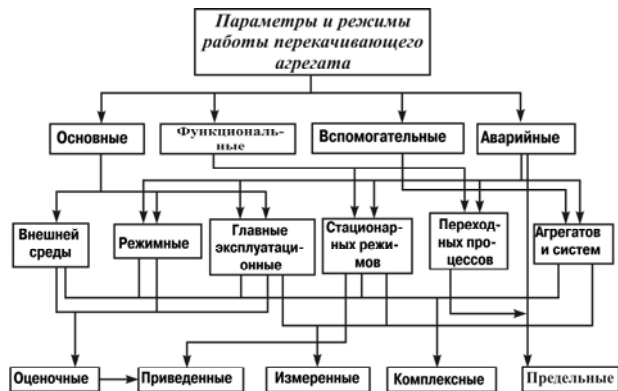 Параметры и режимы
работы перекачивающего
агрегата
Основные
Функциональ-
ные
Вспомогательные
Аварийные
Внешней
среды
Режимные
Главные
эксплуатаци-
онные
Стационар-
ных режи-
мов
Переход-
ных про-
цессов
Агрегатов
и систем
Оценочные
Приведенные
Измеренные
Комплексные
Предельные